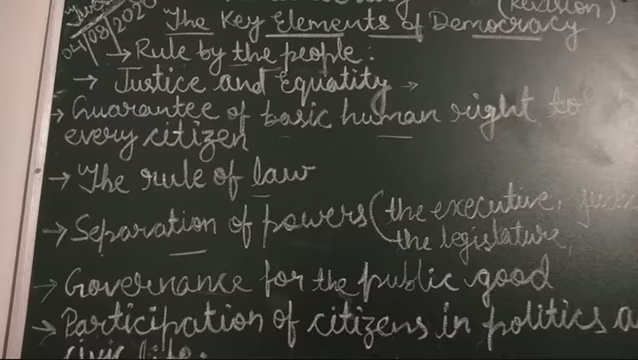 (Revision)
04/08/2020
The Key Elements of Democracy
→ Rule by the people:
→ Justice and Equality →
→ Guarantee of basic human right to
every citizen
→ The rule of law
→ Separation of powers (the executive,
the legislature,
→ Governance for the public good
→ Participation of citizens in politics a
civic life.